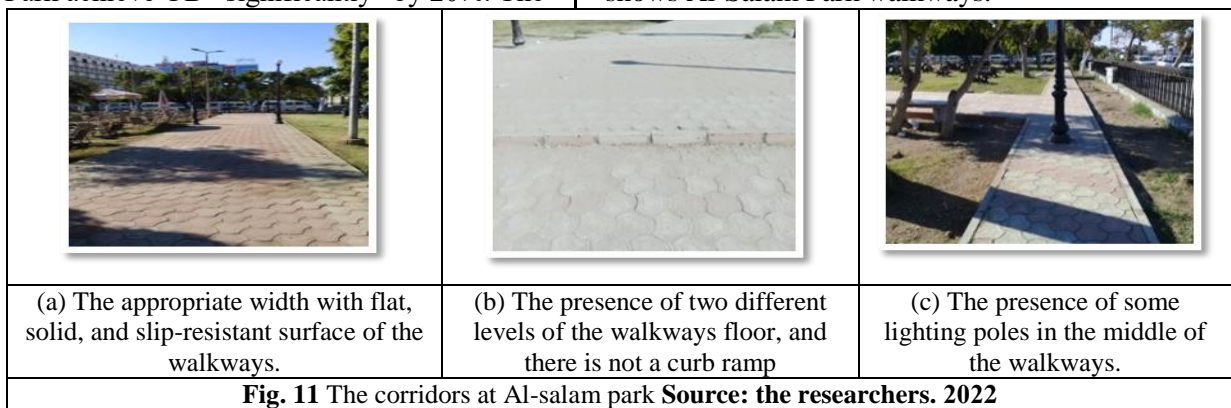 Park achieve UD "significantly" by The
shows Al-Salam Park walkways.
(a) The appropriate width with flat,
solid, and slip-resistant surface of the
walkways.
(b) The presence of two different
levels of the walkways floor, and
there is not a curb ramp
(c) The presence of some
lighting poles in the middle of
the walkways.
Fig. 11 The corridors at Al-salam park Source: the researchers. 2022